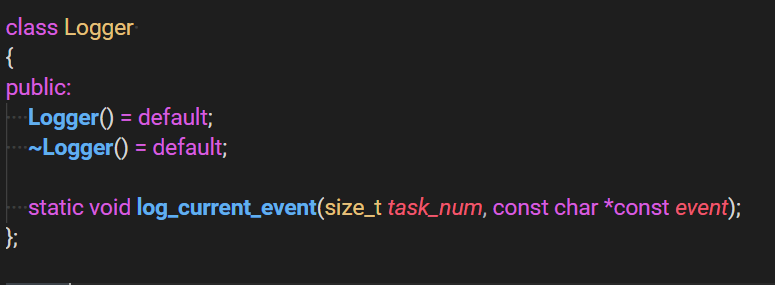 class Logger
{
public:
    Logger() = default;
    ~Logger() = default;

    static void log_current_event(size_t task_num, const char *const event);
};